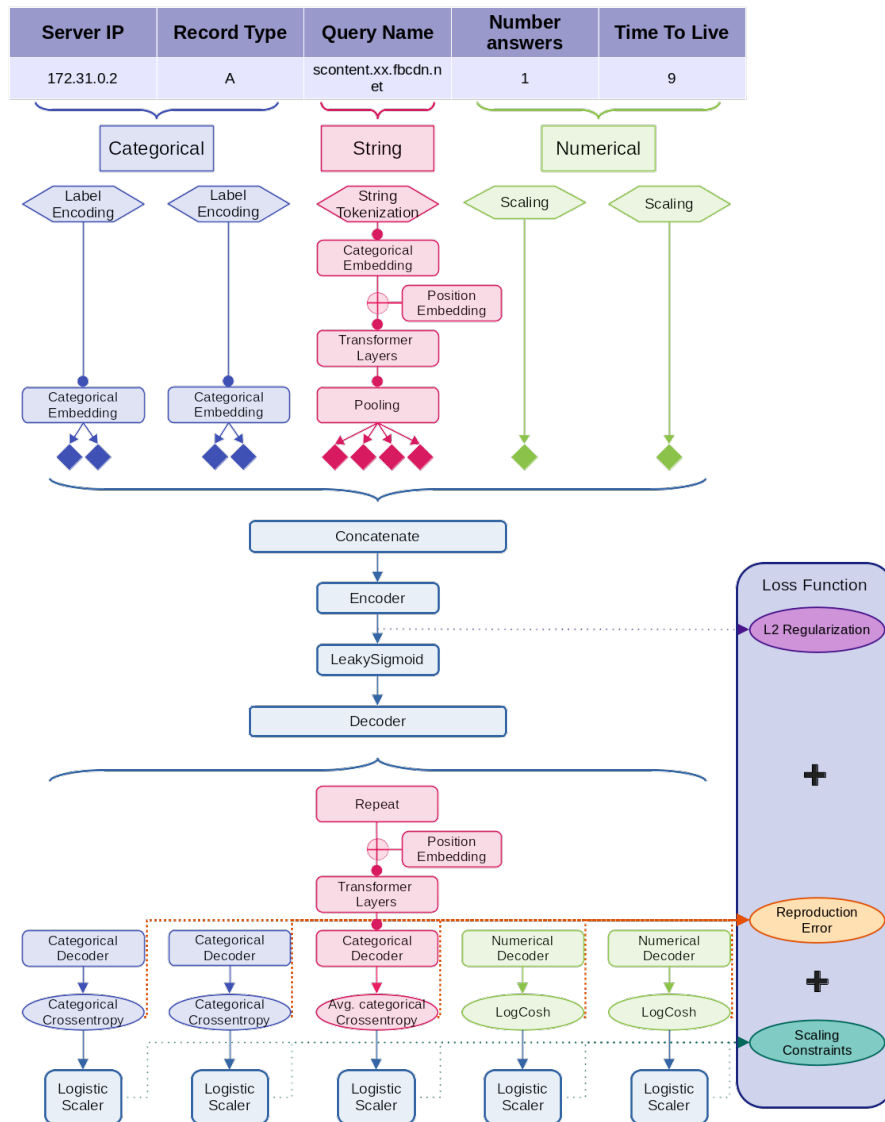 Server IP
Record Type
Query Name
Number
answers
Time To Live
172.31.0.2
A
scontent.xx.fbcdn.n
et
1
9
Categorical
String
Numerical
Label
Encoding
Label
Encoding
String
Tokenization
Scaling
Scaling
Categorical
Embedding
Position
Embedding
Transformer
Layers
Categorical
Embedding
Categorical
Embedding
Pooling
Concatenate
Encoder
LeakySigmoid
Decoder
Loss Function
L2 Regularization
Repeat
Position
Embedding
Transformer
Layers
Reproduction
Error
Categorical
Decoder
Categorical
Decoder
Categorical
Decoder
Numerical
Decoder
Numerical
Decoder
Categorical
Crossentropy
Categorical
Crossentropy
Avg. categorical
Crossentropy
LogCosh
LogCosh
Scaling
Constraints
Logistic
Scaler
Logistic
Scaler
Logistic
Scaler
Logistic
Scaler
Logistic
Scaler